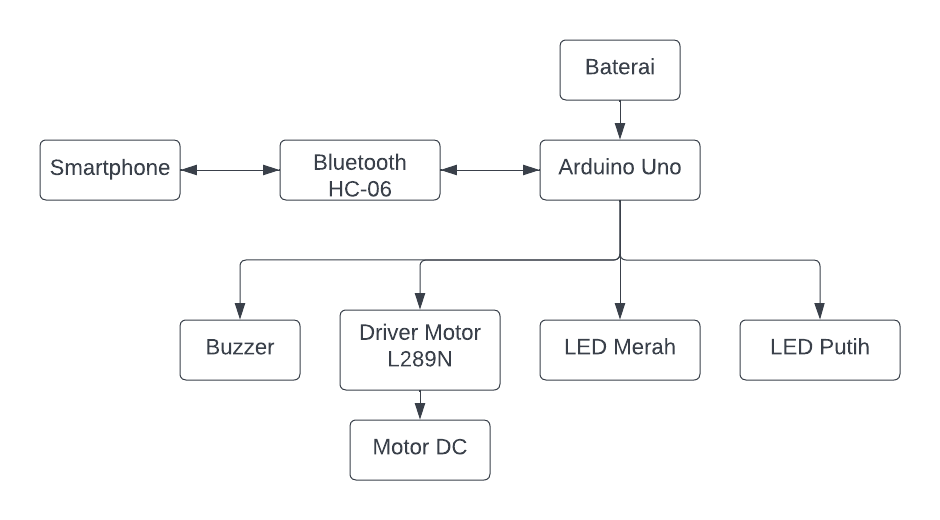 Baterai
Smartphone
Bluetooth
HC-06
Arduino Uno
Buzzer
Driver Motor
L289N
LED Merah
LED Putih
Motor DC